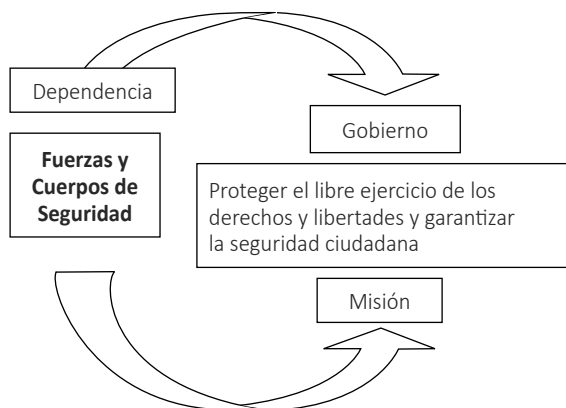 Dependencia
Gobierno
Fuerzas y
Cuerpos de
Seguridad
Proteger el libre ejercicio de los
derechos y libertades y garantizar
la seguridad ciudadana
Misión